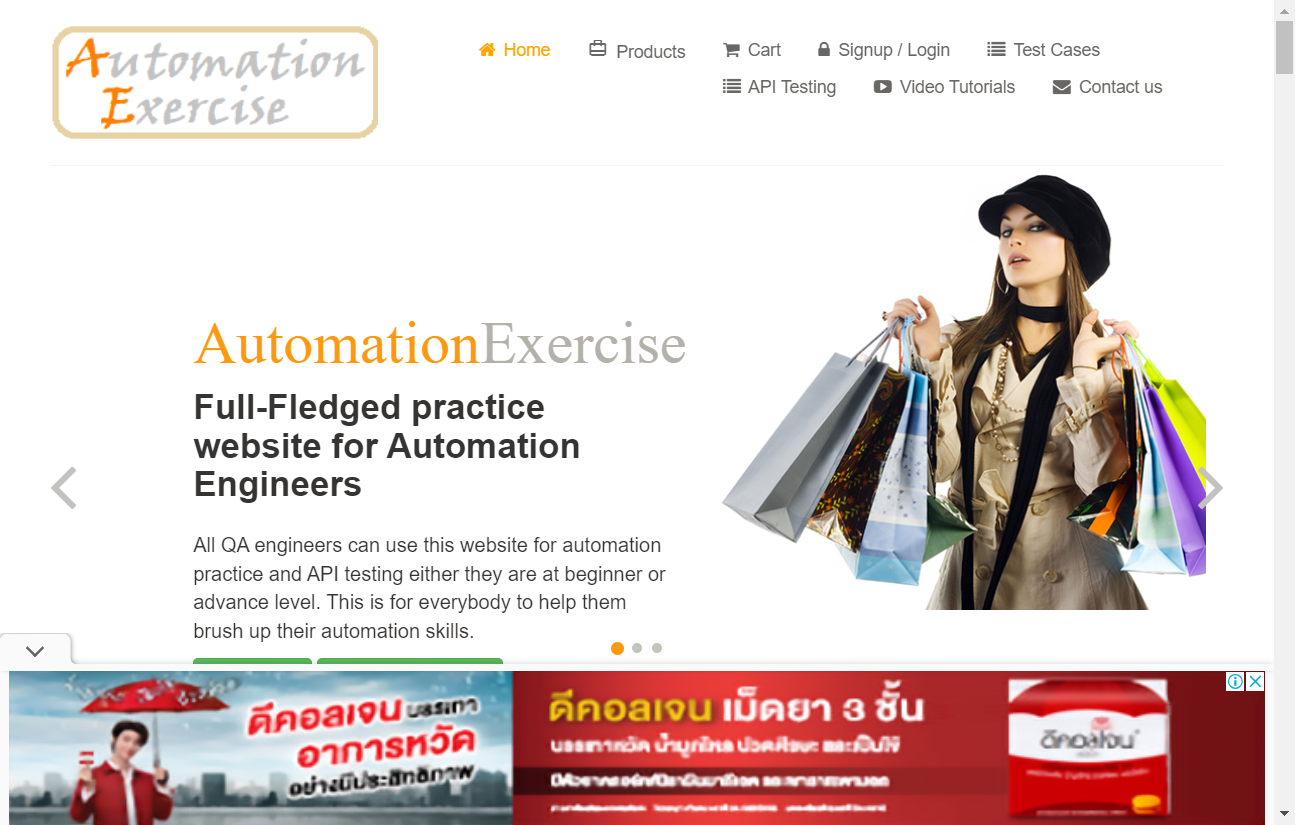 Automation
Exercise
Home
Products
Cart
Signup / Login
Test Cases
API Testing
Video Tutorials
Contact us
AutomationExercise
Full-Fledged practice
website for Automation
Engineers
All QA engineers can use this website for automation
practice and API testing either they are at beginner or
advance level. This is for everybody to help them
brush up their automation skills.
ดีคอลเจน บรรเทา
อาการหวัด
อย่างมีประสิทธิภาพ
ดีคอลเจน เม็ดยา 3 ชั้น
บรรเทาหวัด น้ำมูกไหล ปวดศีรษะ และเป็นไข้
ดีคอลเจน